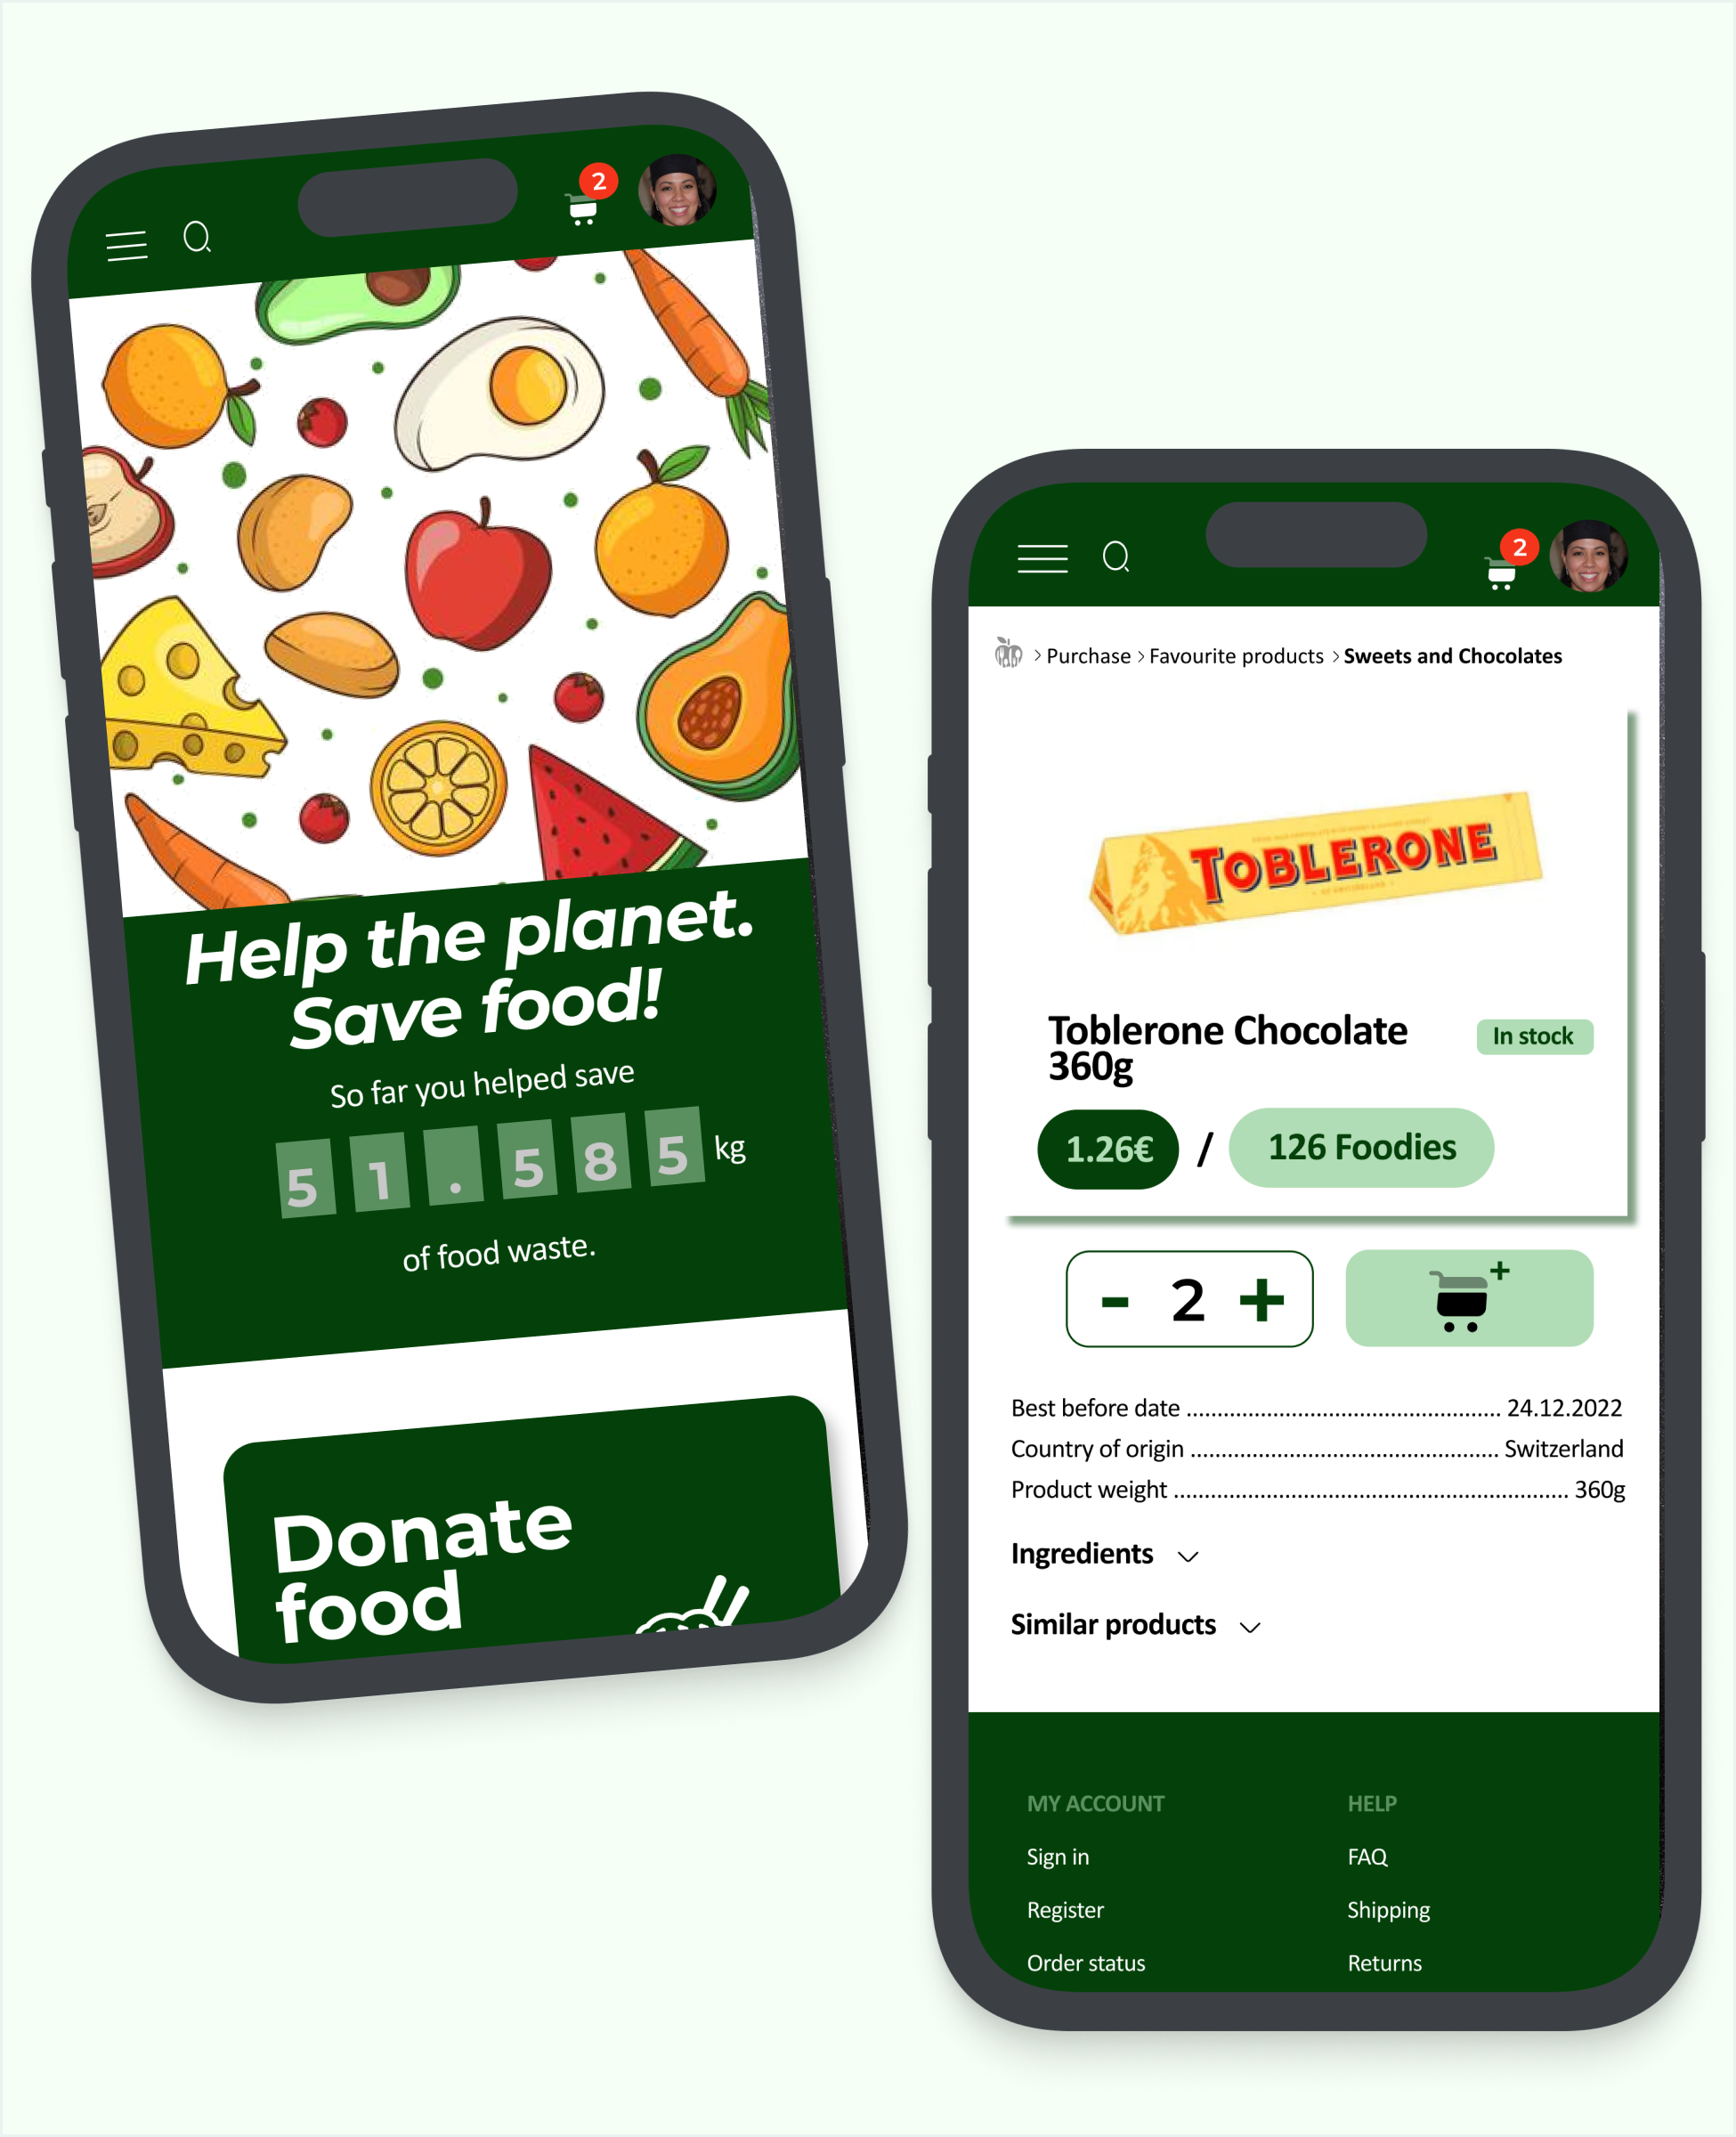 2
Help the planet.
Save food!
So far you helped save
5 1 . 5 8 5 kg
of food waste.
Donate
food
2
> Purchase > Favourite products > Sweets and Chocolates
TOBLERONE
Toblerone Chocolate
360g
In stock
1.26€ / 126 Foodies
- 2 +
+
Best before date ................................................... 24.12.2022
Country of origin .................................................. Switzerland
Product weight ................................................................ 360g
Ingredients
Similar products
MY ACCOUNT
HELP
Sign in
FAQ
Register
Shipping
Order status
Returns